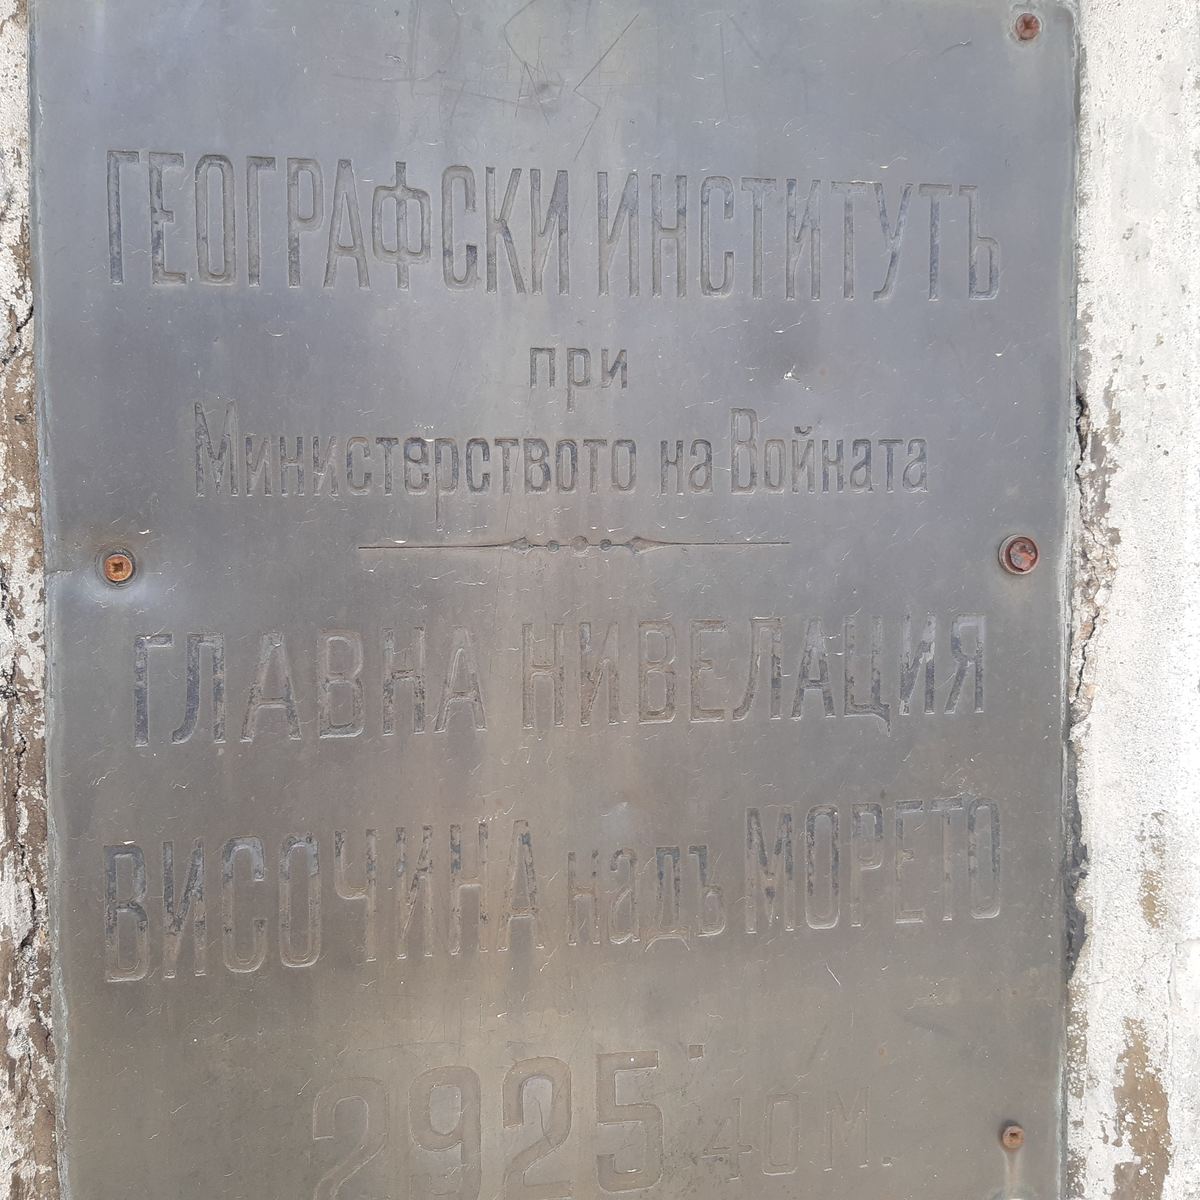 ГЕОГРАФСКИ ИНСТИТУТЪ
при
Министерството на Войната
ГЛАВНА НИВЕЛАЦИЯ
ВИСОЧИНА надъ МОРЕТО
2925.40 м.